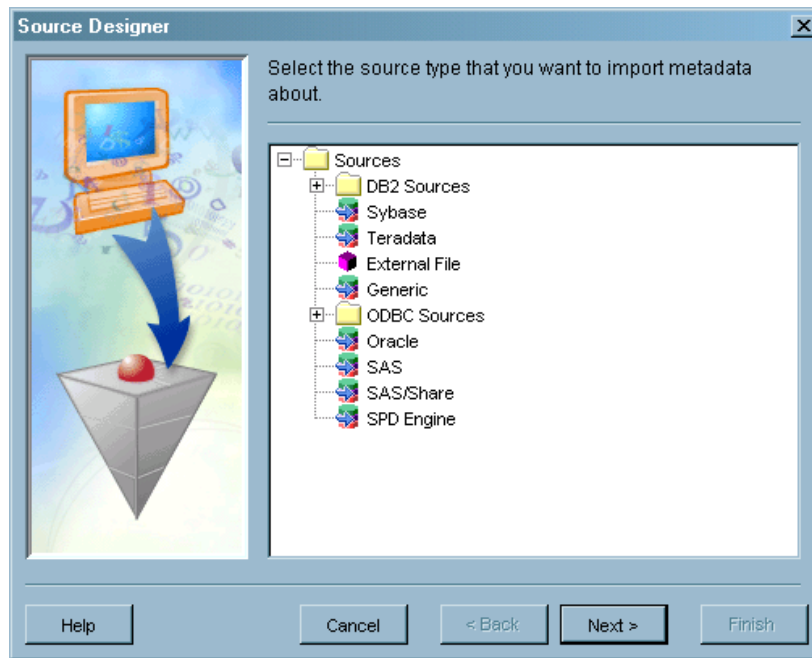 Source Designer
Select the source type that you want to import metadata
about.
Sources
DB2 Sources
Sybase
Teradata
External File
Generic
ODBC Sources
Oracle
SAS
SAS/Share
SPD Engine
Help
Cancel
< Back
Next >
Finish